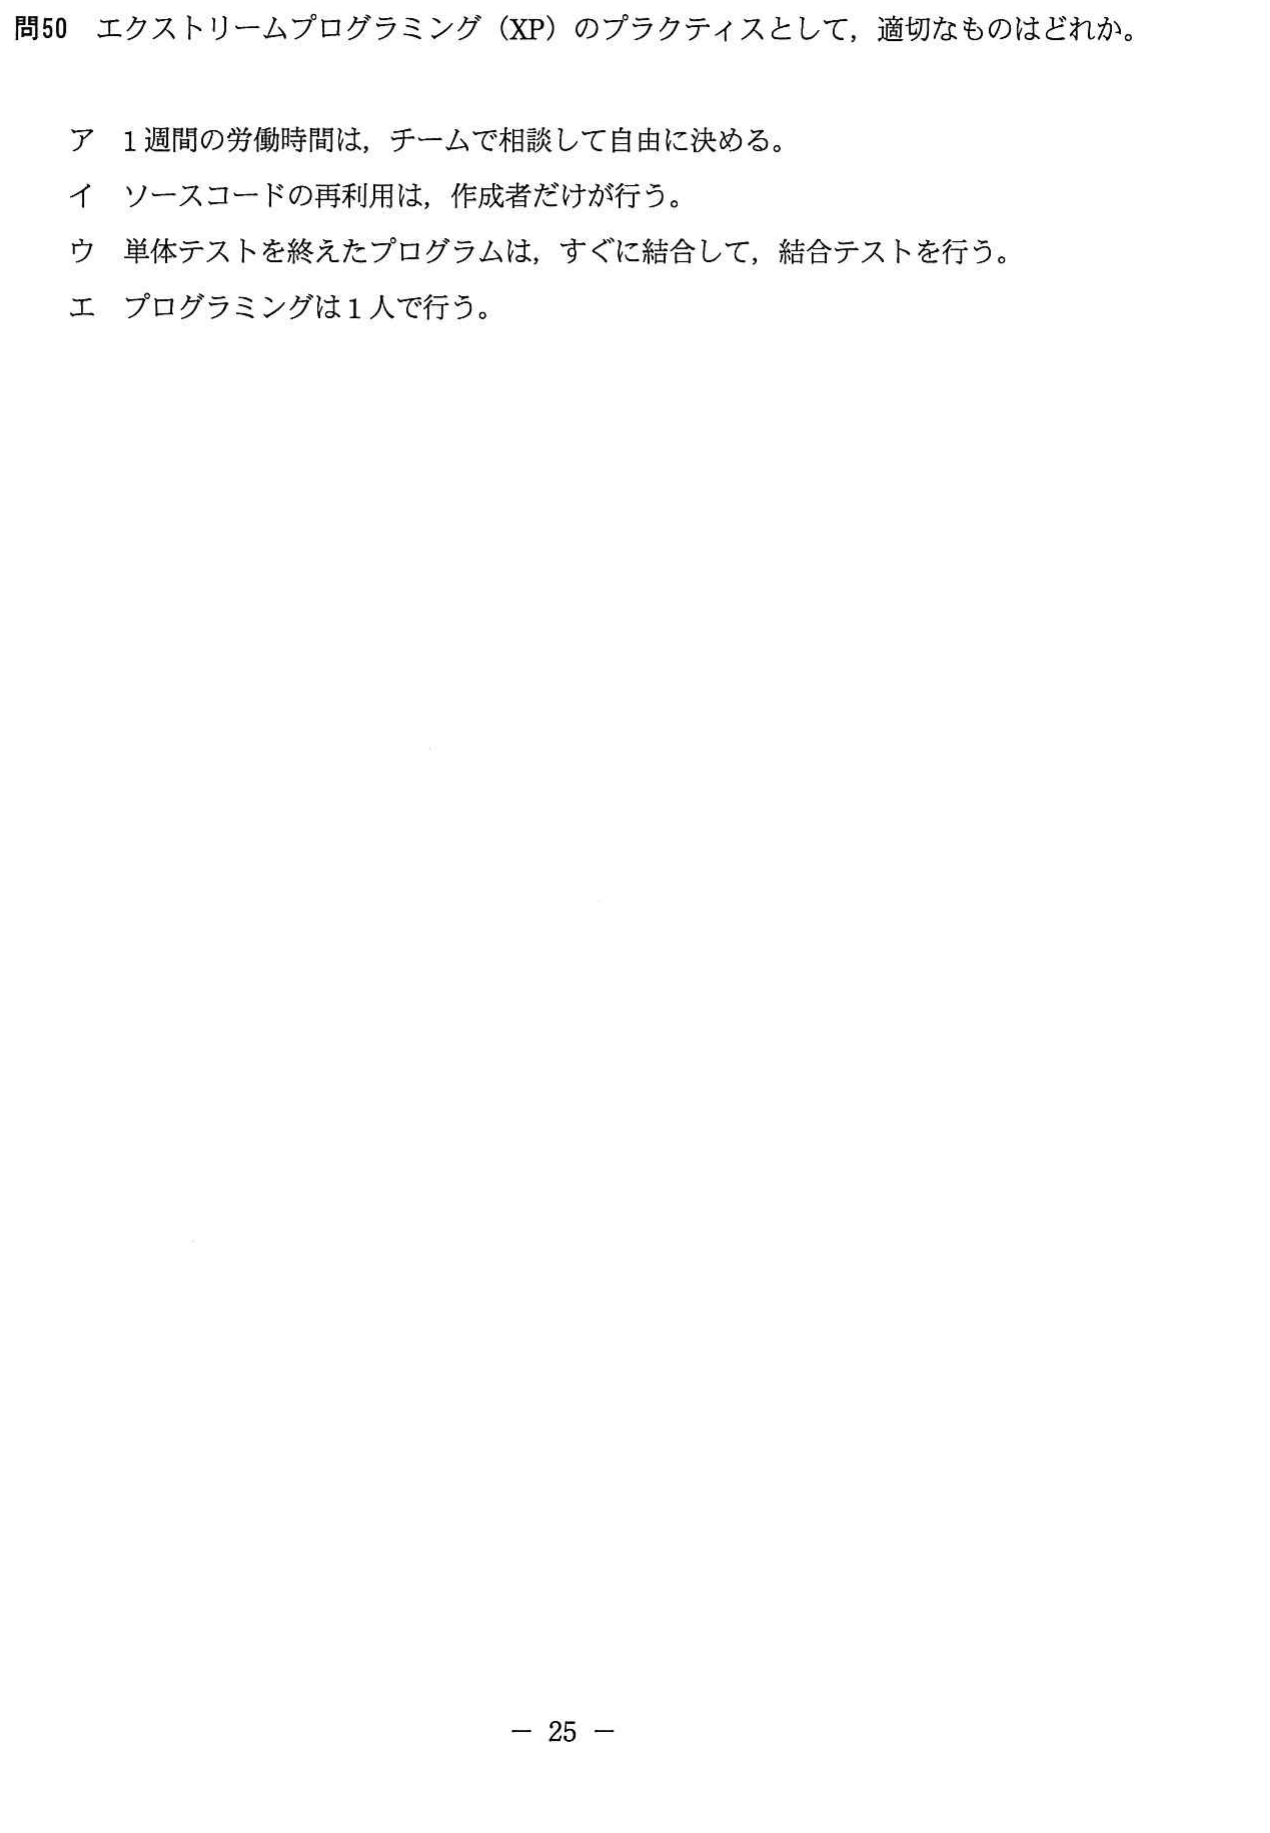 問50　エクストリームプログラミング（XP）のプラクティスとして，適切なものはどれか。
ア　1週間の労働時間は，チームで相談して自由に決める。
イ　ソースコードの再利用は，作成者だけが行う。
ウ　単体テストを終えたプログラムは，すぐに結合して，結合テストを行う。
エ　プログラミングは1人で行う。
－ 25 －